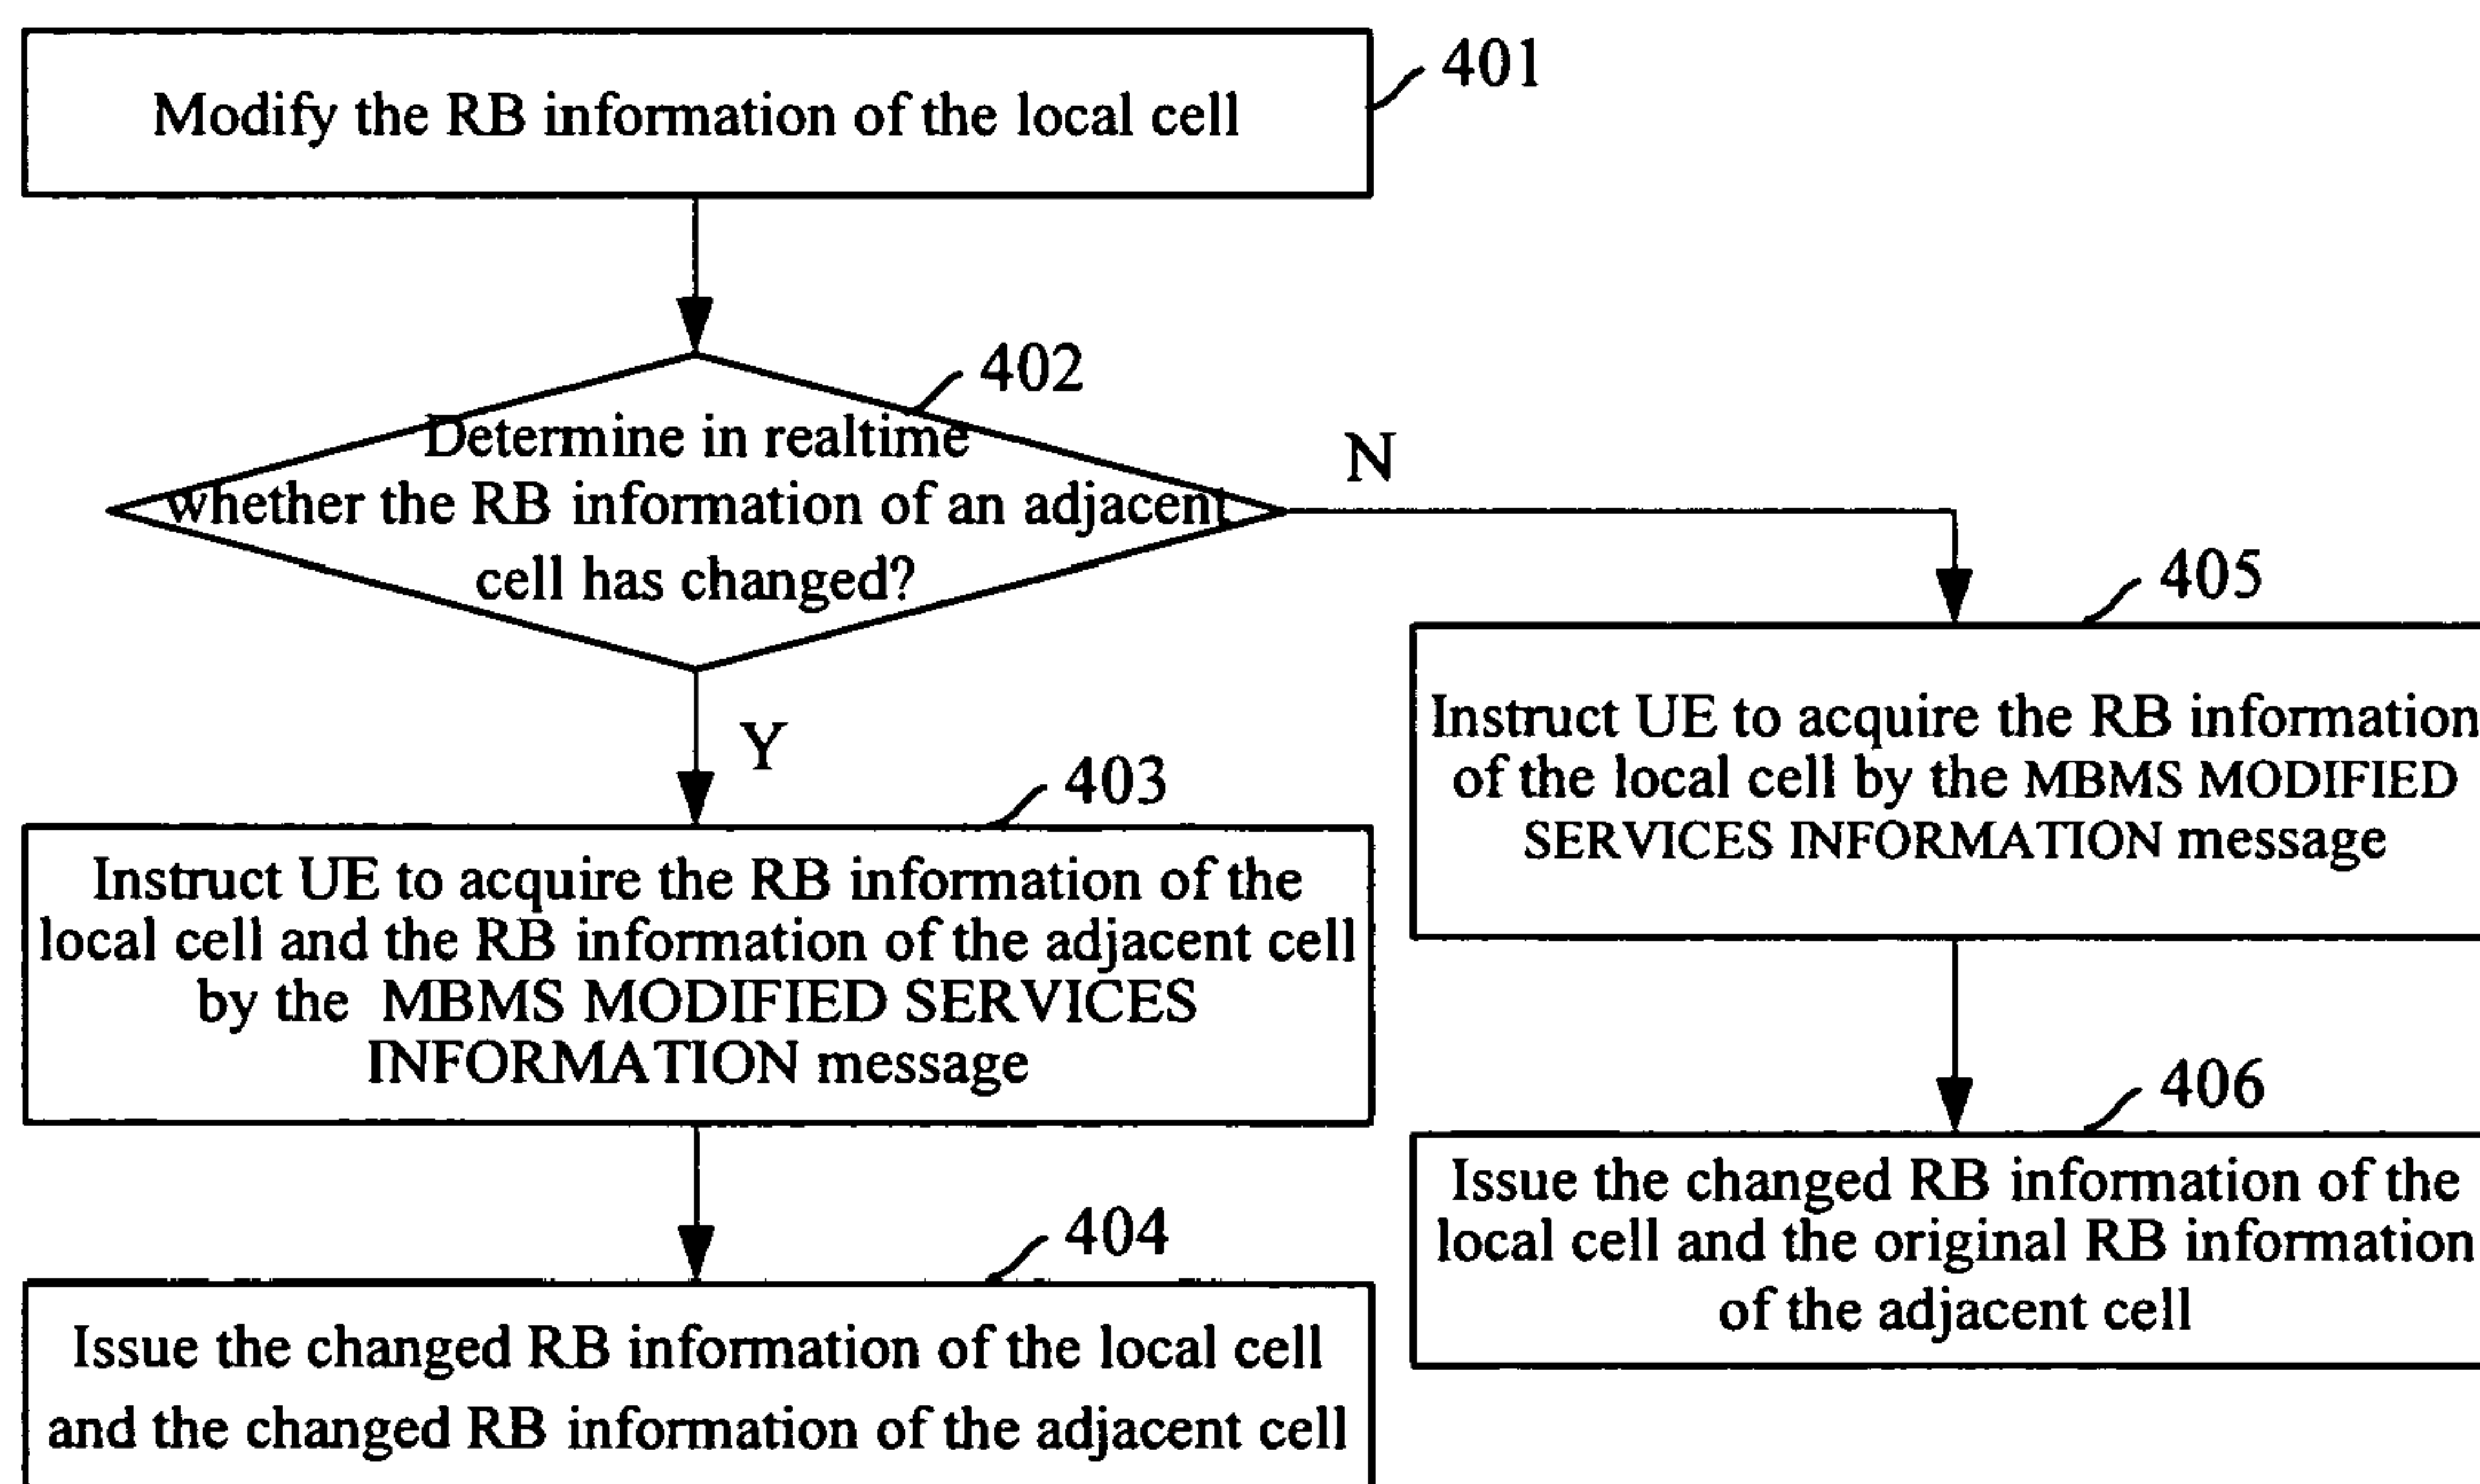 401
Modify the RB information of the local cell
402
Determine in realtime
whether the RB information of an adjacent
cell has changed?
N
Y
403
Instruct UE to acquire the RB information of the
local cell and the RB information of the adjacent cell
by the MBMS MODIFIED SERVICES
INFORMATION message
404
Issue the changed RB information of the local cell
and the changed RB information of the adjacent cell
405
Instruct UE to acquire the RB information
of the local cell by the MBMS MODIFIED
SERVICES INFORMATION message
406
Issue the changed RB information of the
local cell and the original RB information
of the adjacent cell